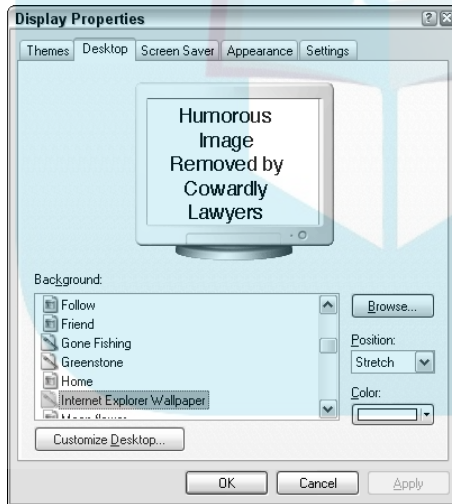 Display Properties
Themes Desktop Screen Saver Appearance Settings
Humorous
Image
Removed by
Cowardly
Lawyers
Background:
Follow
Friend
Gone Fishing
Greenstone
Home
Internet Explorer Wallpaper
Browse...
Position:
Stretch
Color:
Customize Desktop...
OK Cancel Apply